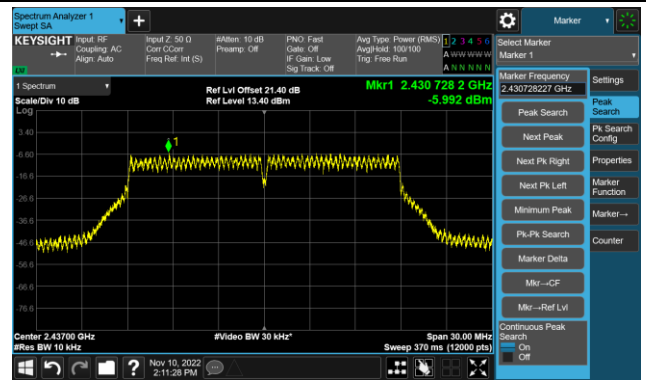 Spectrum Analyzer 1
Swept SA
Marker
KEYSIGHT
Input: RF
Coupling: AC
Align: Auto
Input Z: 50 Ω
Corr CCorr
Freq Ref: Int (S)
#Atten: 10 dB
Preamp: Off
PNO: Fast
Gate: Off
IF Gain: Low
Sig Track: Off
Avg Type: Power (RMS)
Avg|Hold: 100/100
Trig: Free Run
1 2 3 4 5 6
A W W W W W
A N N N N N
LXI
Select Marker
Marker 1
1 Spectrum
Scale/Div 10 dB
Ref Lvl Offset 21.40 dB
Ref Level 13.40 dBm
Mkr1 2.430 728 2 GHz
-5.992 dBm
Log
3.40
-6.60
-16.6
-26.6
-36.6
-46.6
-56.6
-66.6
-76.6
1
Center 2.43700 GHz
#Res BW 10 kHz
#Video BW 30 kHz*
Span 30.00 MHz
Sweep 370 ms (12000 pts)
Marker Frequency
2.430728227 GHz
Peak Search
Next Peak
Next Pk Right
Next Pk Left
Minimum Peak
Pk-Pk Search
Marker Delta
Mkr→CF
Mkr→Ref Lvl
Continuous Peak
Search
On
Off
Settings
Peak
Search
Pk Search
Config
Properties
Marker
Function
Marker→
Counter
?
Nov 10, 2022
2:11:28 PM